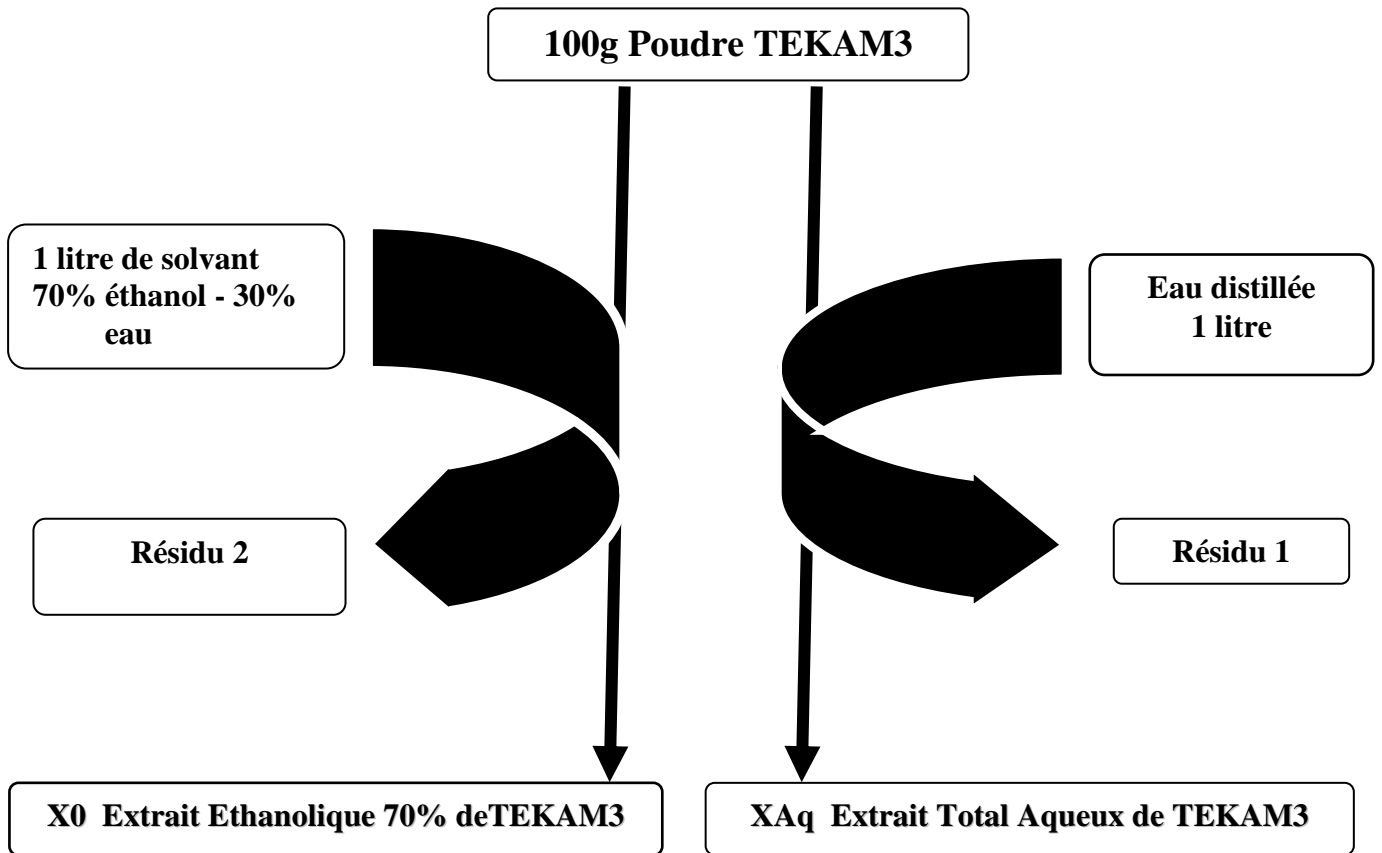 100g Poudre TEKAM3
1 litre de solvant
70% éthanol - 30%
eau
Eau distillée
1 litre
Résidu 2
Résidu 1
X0 Extrait Ethanolique 70% deTEKAM3
XAq Extrait Total Aqueux de TEKAM3